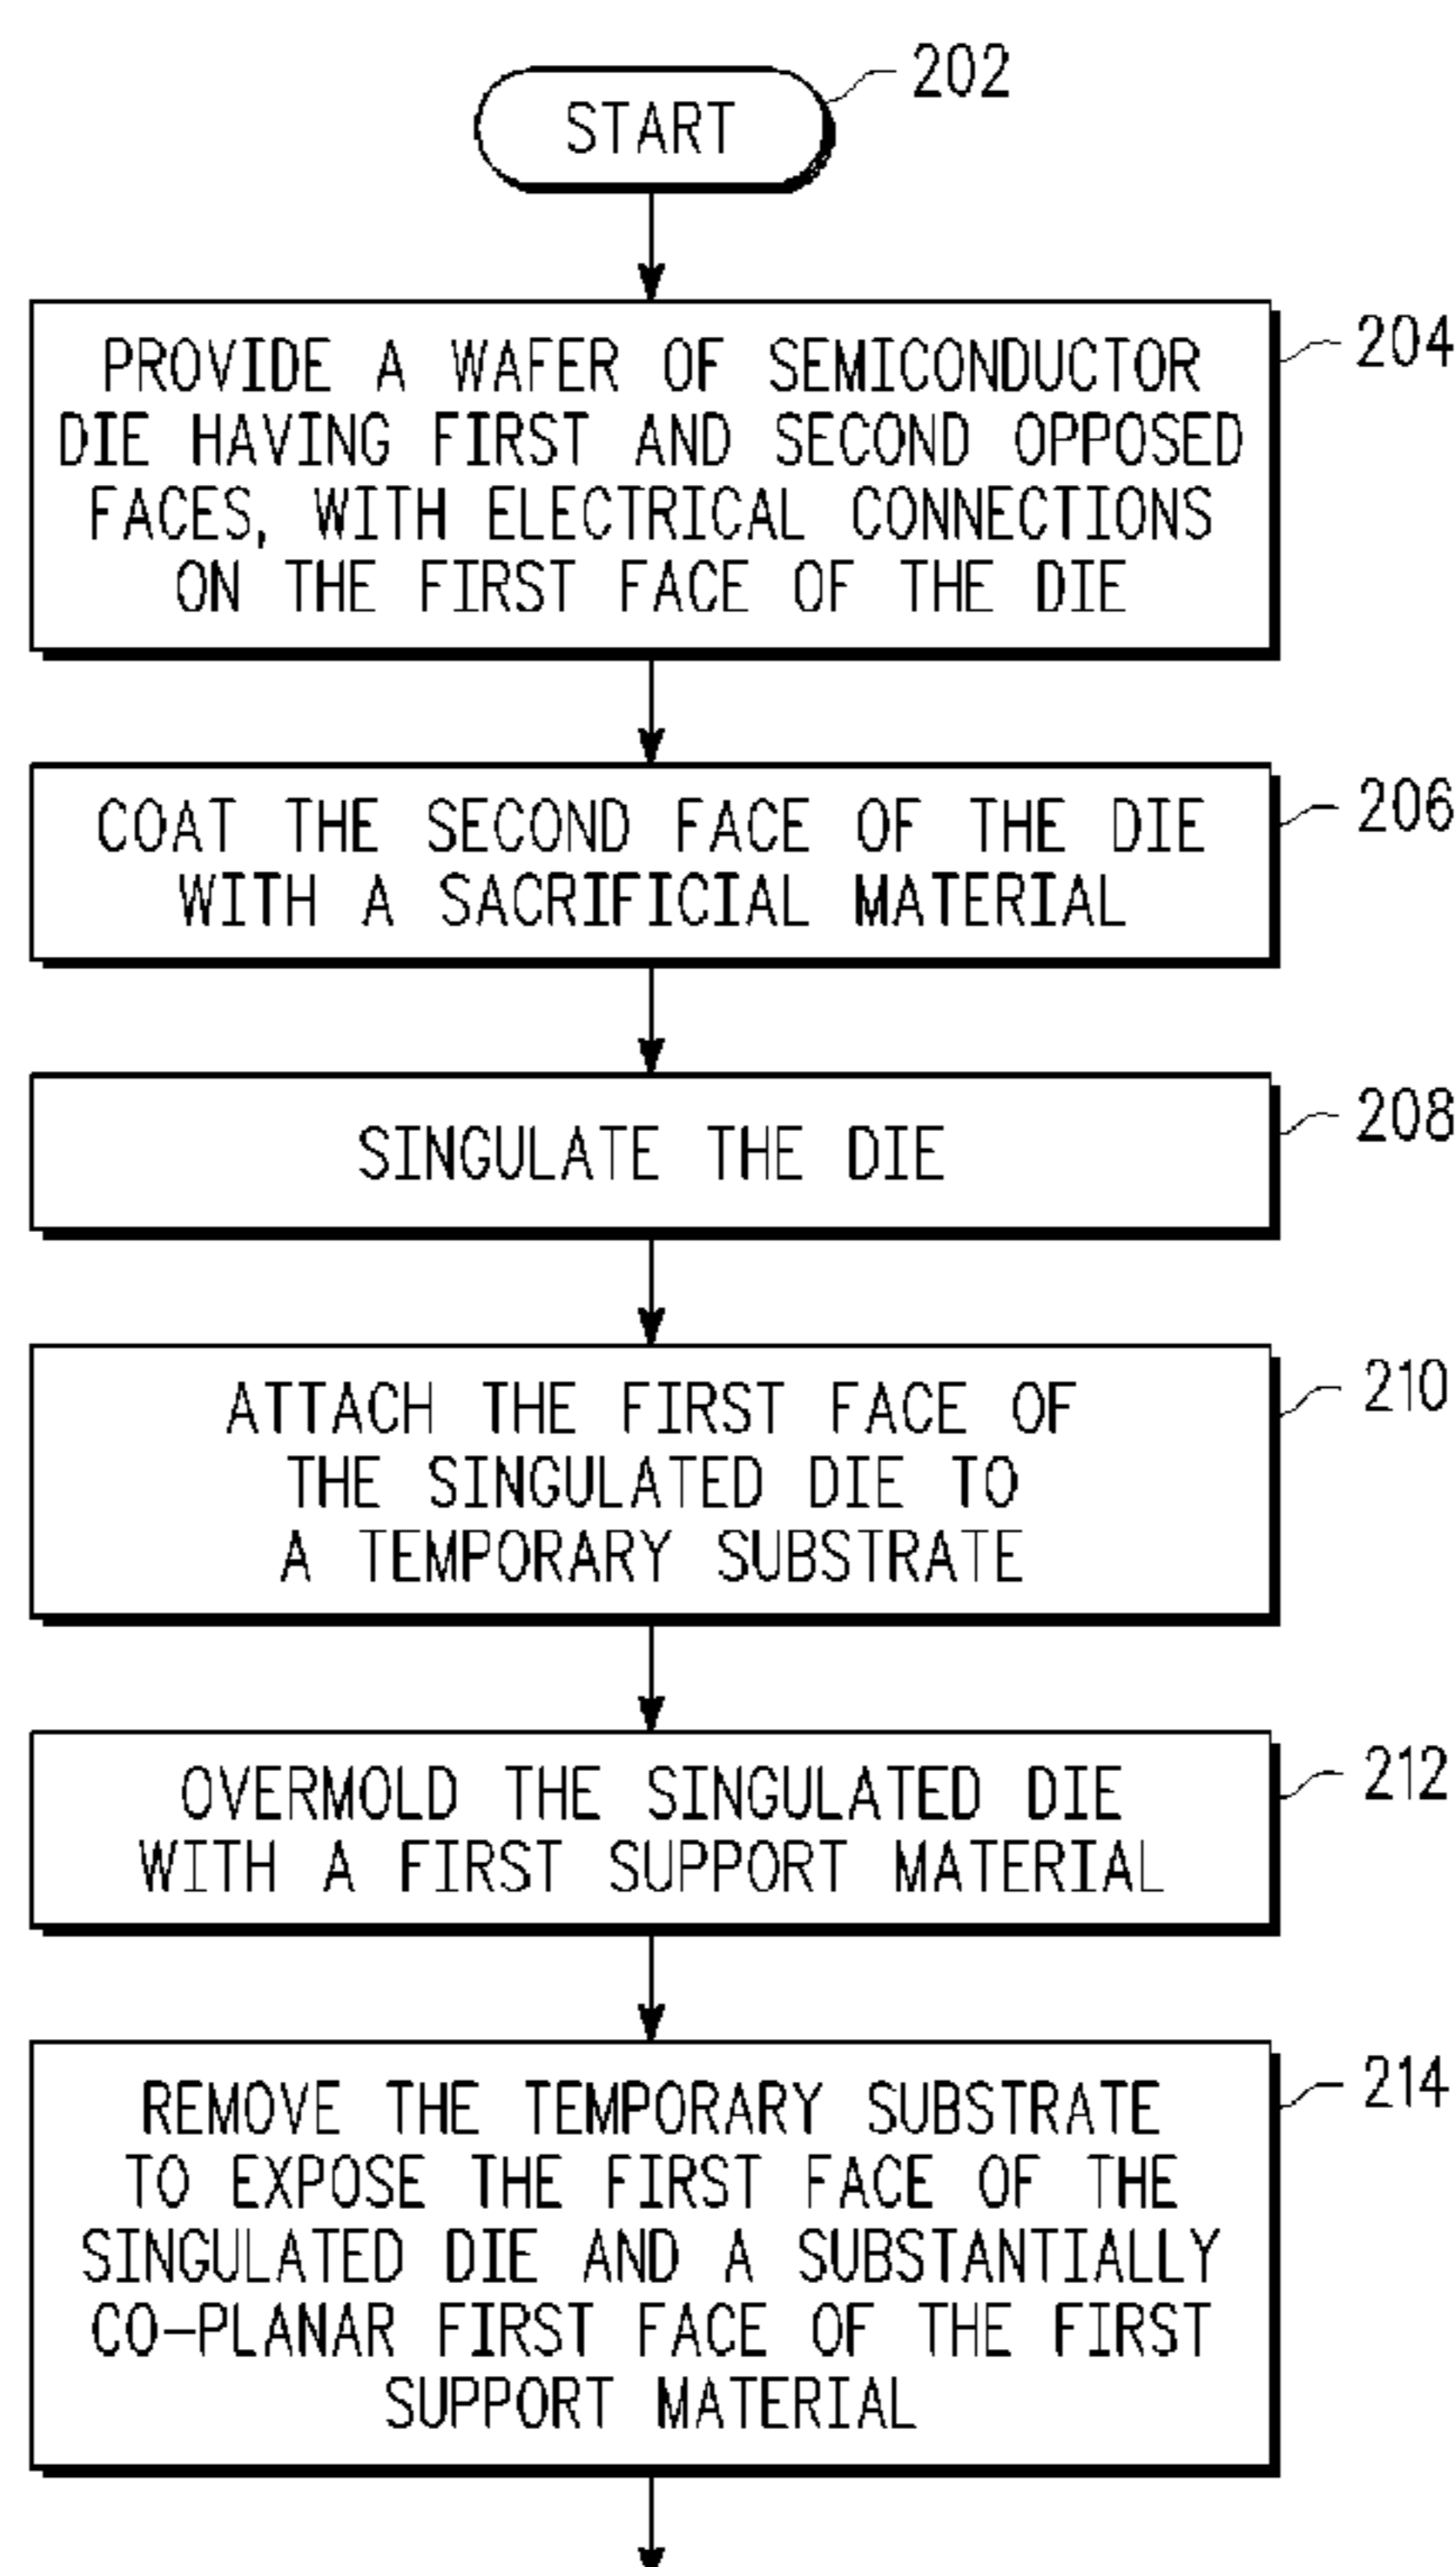 START
202
PROVIDE A WAFER OF SEMICONDUCTOR
DIE HAVING FIRST AND SECOND OPPOSED
FACES, WITH ELECTRICAL CONNECTIONS
ON THE FIRST FACE OF THE DIE
204
COAT THE SECOND FACE OF THE DIE
WITH A SACRIFICIAL MATERIAL
206
SINGULATE THE DIE
208
ATTACH THE FIRST FACE OF
THE SINGULATED DIE TO
A TEMPORARY SUBSTRATE
210
OVERMOLD THE SINGULATED DIE
WITH A FIRST SUPPORT MATERIAL
212
REMOVE THE TEMPORARY SUBSTRATE
TO EXPOSE THE FIRST FACE OF THE
SINGULATED DIE AND A SUBSTANTIALLY
CO-PLANAR FIRST FACE OF THE FIRST
SUPPORT MATERIAL
214